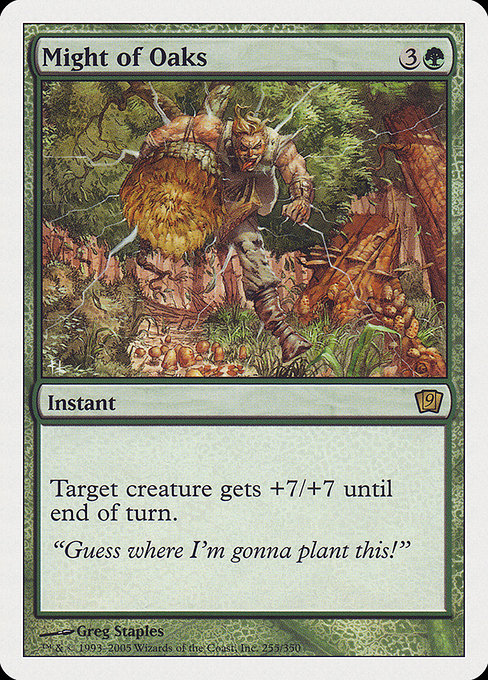 Might of Oaks 3
Instant 9
Target creature gets +7/+7 until
end of turn.
“Guess where I'm gonna plant this!”
Greg Staples
™ & © 1993–2005 Wizards of the Coast, Inc. 255/350